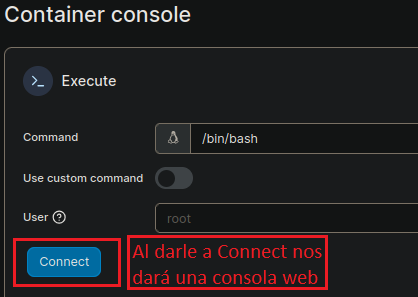 Container console
Execute
Command
/bin/bash
Use custom command
User
root
Connect
Al darle a Connect nos
dará una consola web